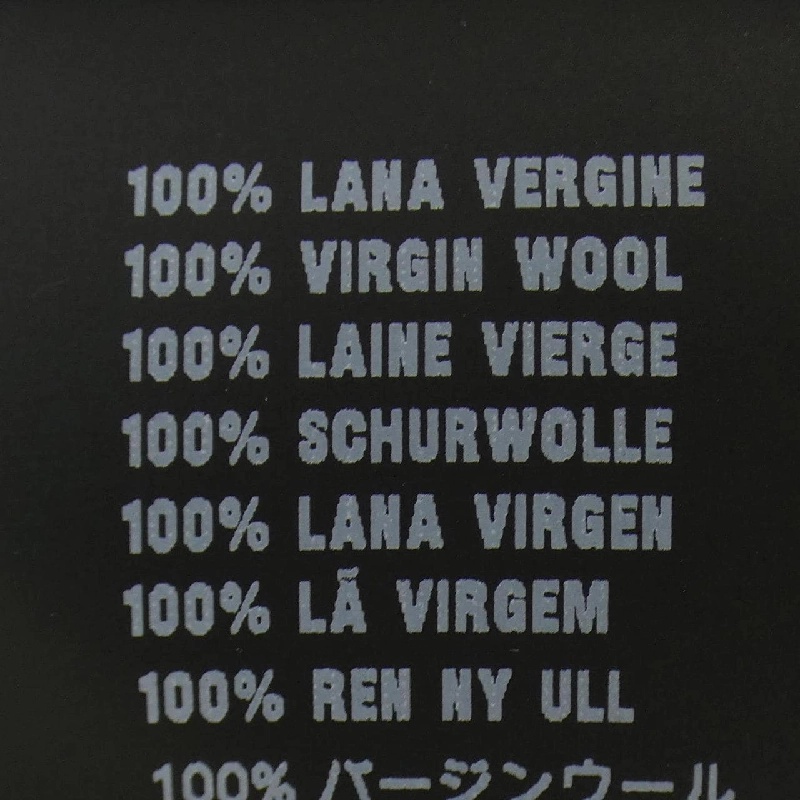 100% LANA VERGINE
100% VIRGIN WOOL
100% LAINE VIERGE
100% SCHURWOLLE
100% LANA VIRGEN
100% LÃ VIRGEM
100% REN NY ULL
100% バージンウール